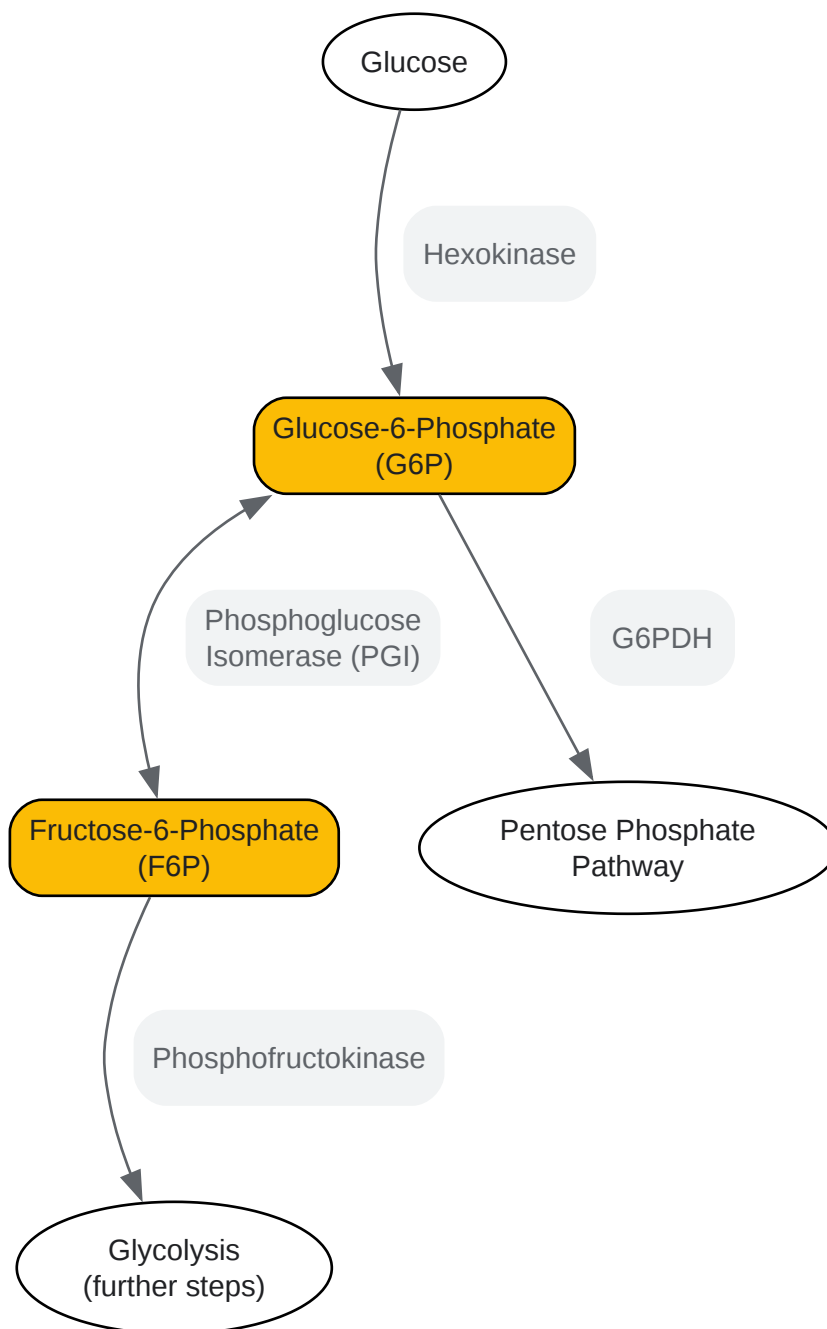 Glucose
Hexokinase
Glucose-6-Phosphate
(G6P)
Phosphoglucose
Isomerase (PGI)
G6PDH
Fructose-6-Phosphate
(F6P)
Pentose Phosphate
Pathway
Phosphofructokinase
Glycolysis
(further steps)